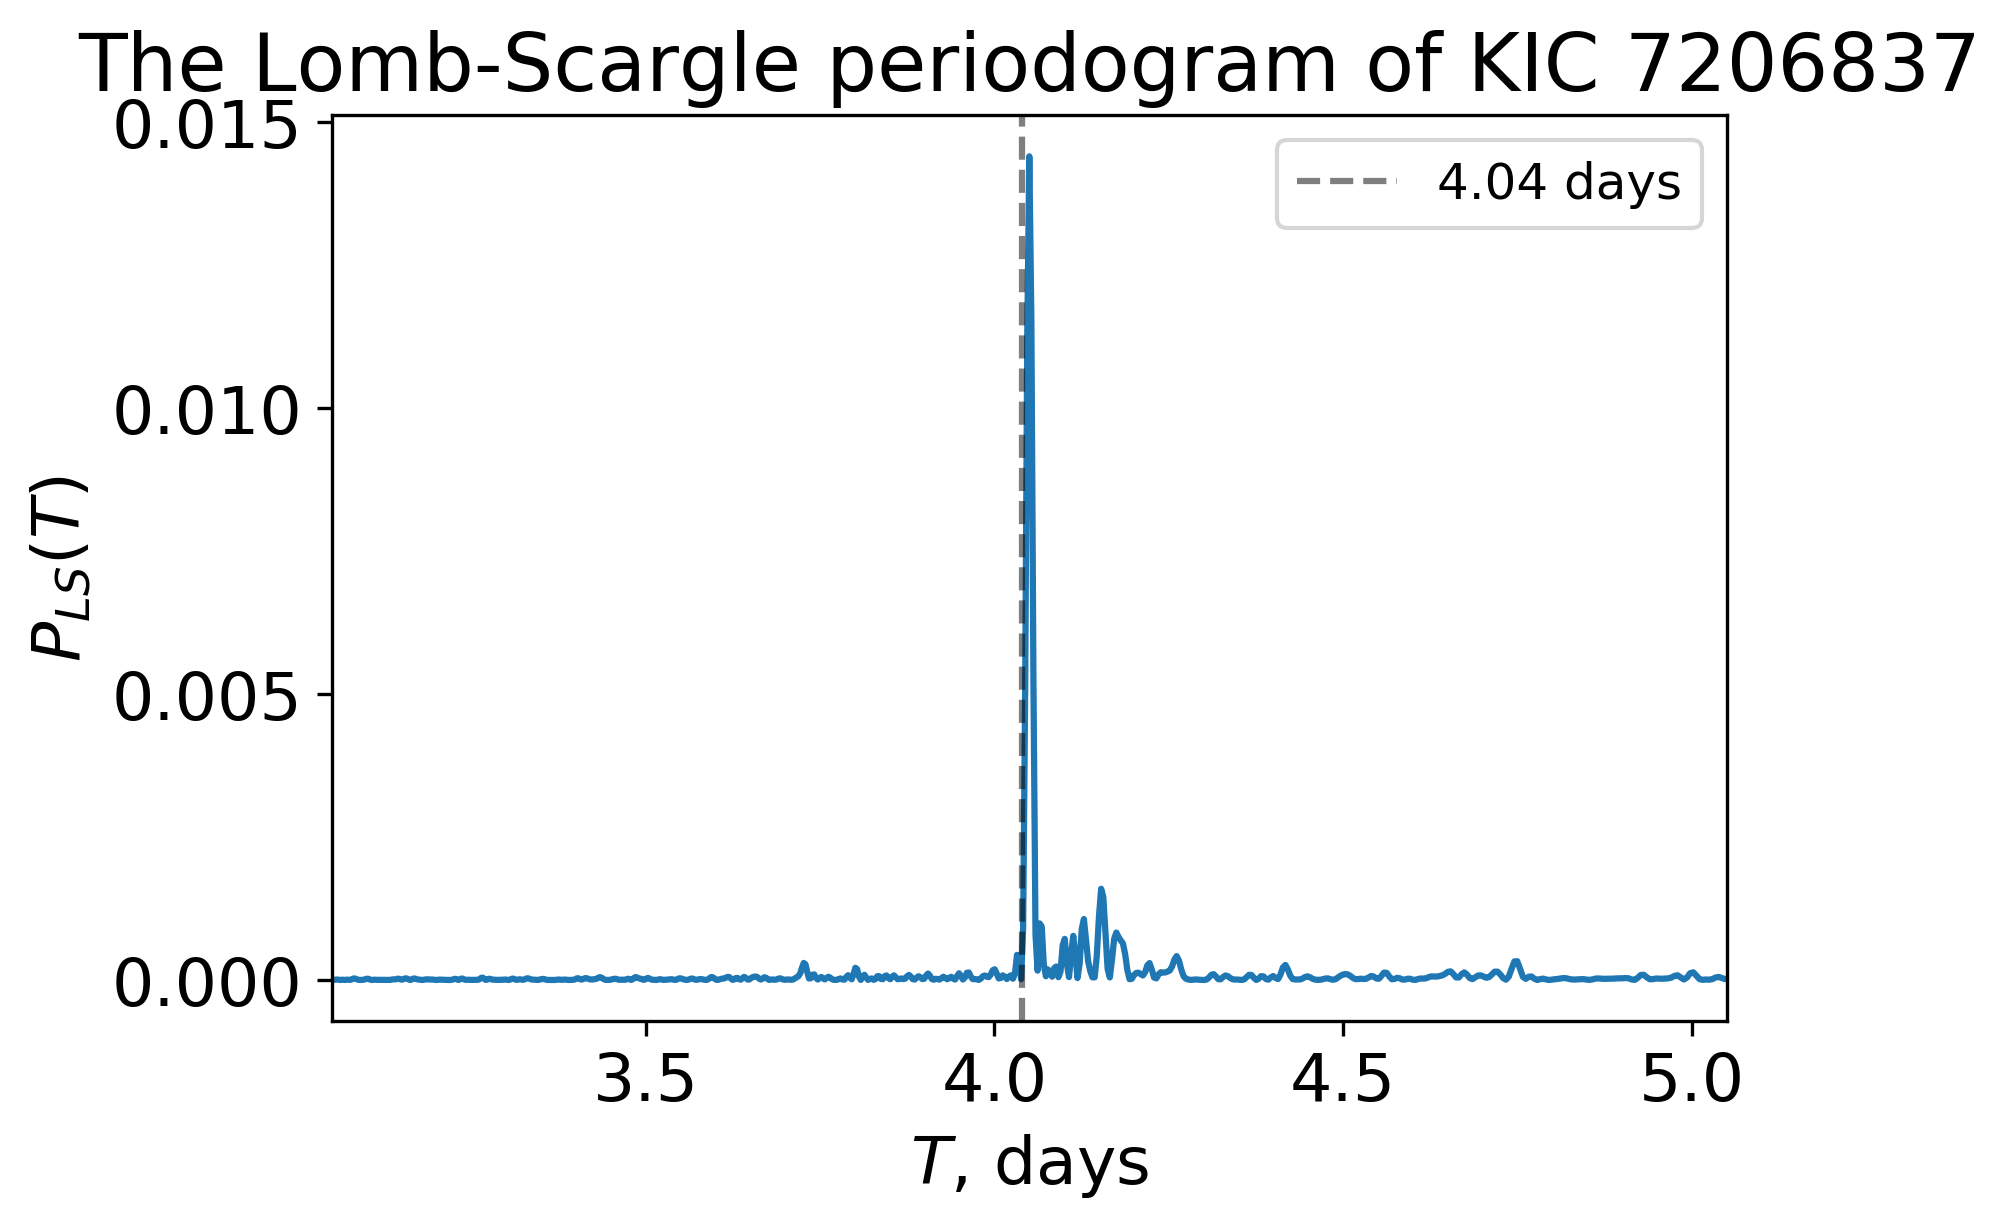 The Lomb-Scargle periodogram of KIC 7206837
0.015
0.010
0.005
0.000
P_LS(T)
4.04 days
3.5 4.0 4.5 5.0
T, days